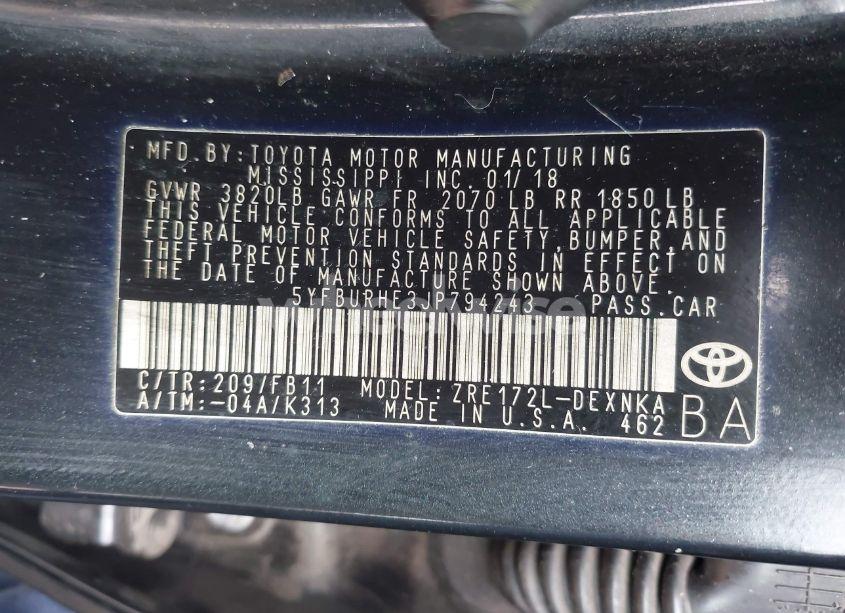 MFD.BY:TOYOTA MOTOR MANUFACTURING
MISSISSIPPI INC. 01/18
GVWR 3820LB GAWR FR 2070 LB RR 1850 LB
THIS VEHICLE CONFORMS TO ALL APPLICABLE
FEDERAL MOTOR VEHICLE SAFETY,BUMPER,AND
THEFT PREVENTION STANDARDS IN EFFECT ON
THE DATE OF MANUFACTURE SHOWN ABOVE.
5YFBURHE3JP794243 PASS.CAR
C/TR:209/FB11 MODEL:ZRE172L-DEXNKA
A/TM:-04A/K313 MADE IN U.S.A. 462
BA